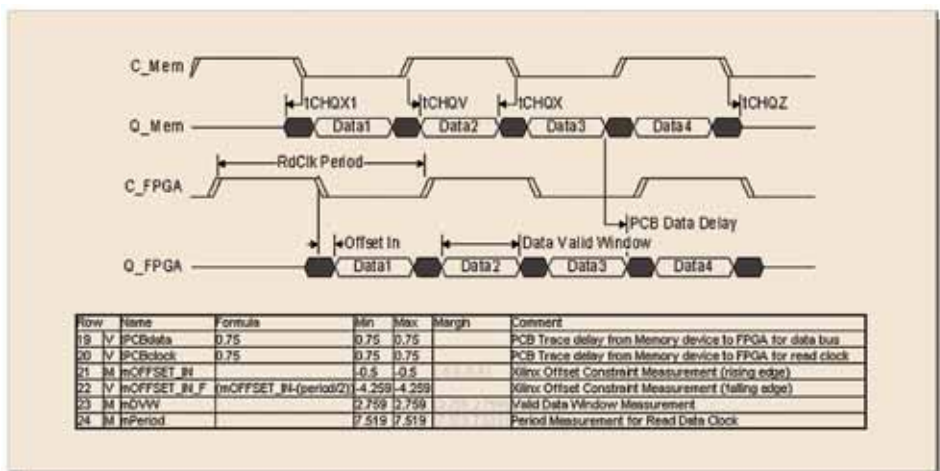 C_Mem
tCHQX1
tCHQV
tCHQX
tCHQZ
Q_Mem
Data1
Data2
Data3
Data4
RdClk Period
C_FPGA
PCB Data Delay
Offset In
Data Valid Window
Q_FPGA
Data1
Data2
Data3
Data4
Row Name Formula Min Max Margin Comment
19 V tPCBdata 0.75 0.75 0.75 PCB Trace delay from Memory device to FPGA for data bus
20 V tPCBclock 0.75 0.75 0.75 PCB Trace delay from Memory device to FPGA for read clock
21 M mOFFSET_IN -0.5 -0.5 Xilinx Offset Constraint Measurement (rising edge)
22 V mOFFSET_IN_F (mOFFSET_IN-(period/2)) -4.259 -4.259 Xilinx Offset Constraint Measurement (falling edge)
23 M mDVW 2.759 2.759 Valid Data Window Measurement
24 M mPeriod 7.519 7.519 Period Measurement for Read Data Clock